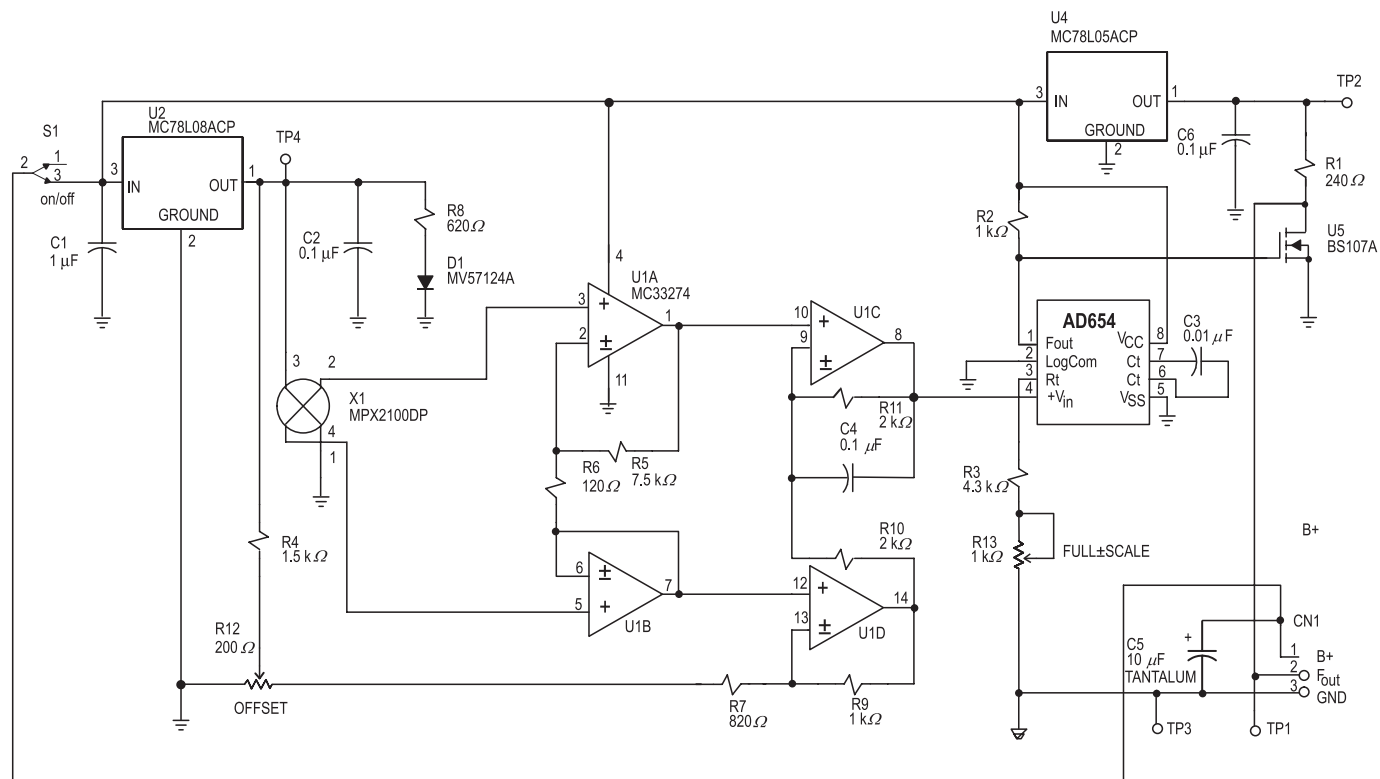 U4
MC78L05ACP
3
IN
OUT
1
TP2
GROUND
2
C6
0.1 μF
R1
240 Ω
U2
MC78L08ACP
S1
2
1
3
on/off
3
IN
OUT
1
GROUND
2
TP4
C1
1 μF
C2
0.1 μF
R8
620 Ω
D1
MV57124A
R2
1 kΩ
U5
BS107A
4
U1A
MC33274
3
+
2
±
1
11
10
+
9
±
U1C
8
AD654
1
Fout
2
LogCom
3
Rt
4
+Vin
VCC
8
Ct
7
Ct
6
VSS
5
C3
0.01 μF
3
2
X1
MPX2100DP
4
1
R11
2 kΩ
C4
0.1 μF
R6
120 Ω
R5
7.5 kΩ
R3
4.3 kΩ
R4
1.5 kΩ
R10
2 kΩ
R13
1 kΩ
FULL±SCALE
B+
6
±
5
+
7
U1B
12
+
13
±
14
U1D
R12
200 Ω
OFFSET
R7
820 Ω
R9
1 kΩ
+
C5
10 μF
TANTALUM
CN1
1
B+
2
Fout
3
GND
TP3
TP1